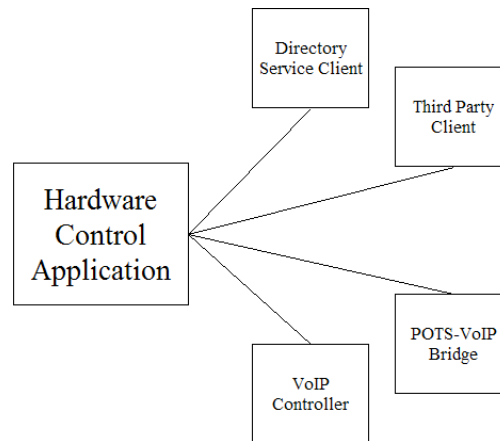 Directory
Service Client
Third Party
Client
Hardware
Control
Application
POTS-VoIP
Bridge
VoIP
Controller